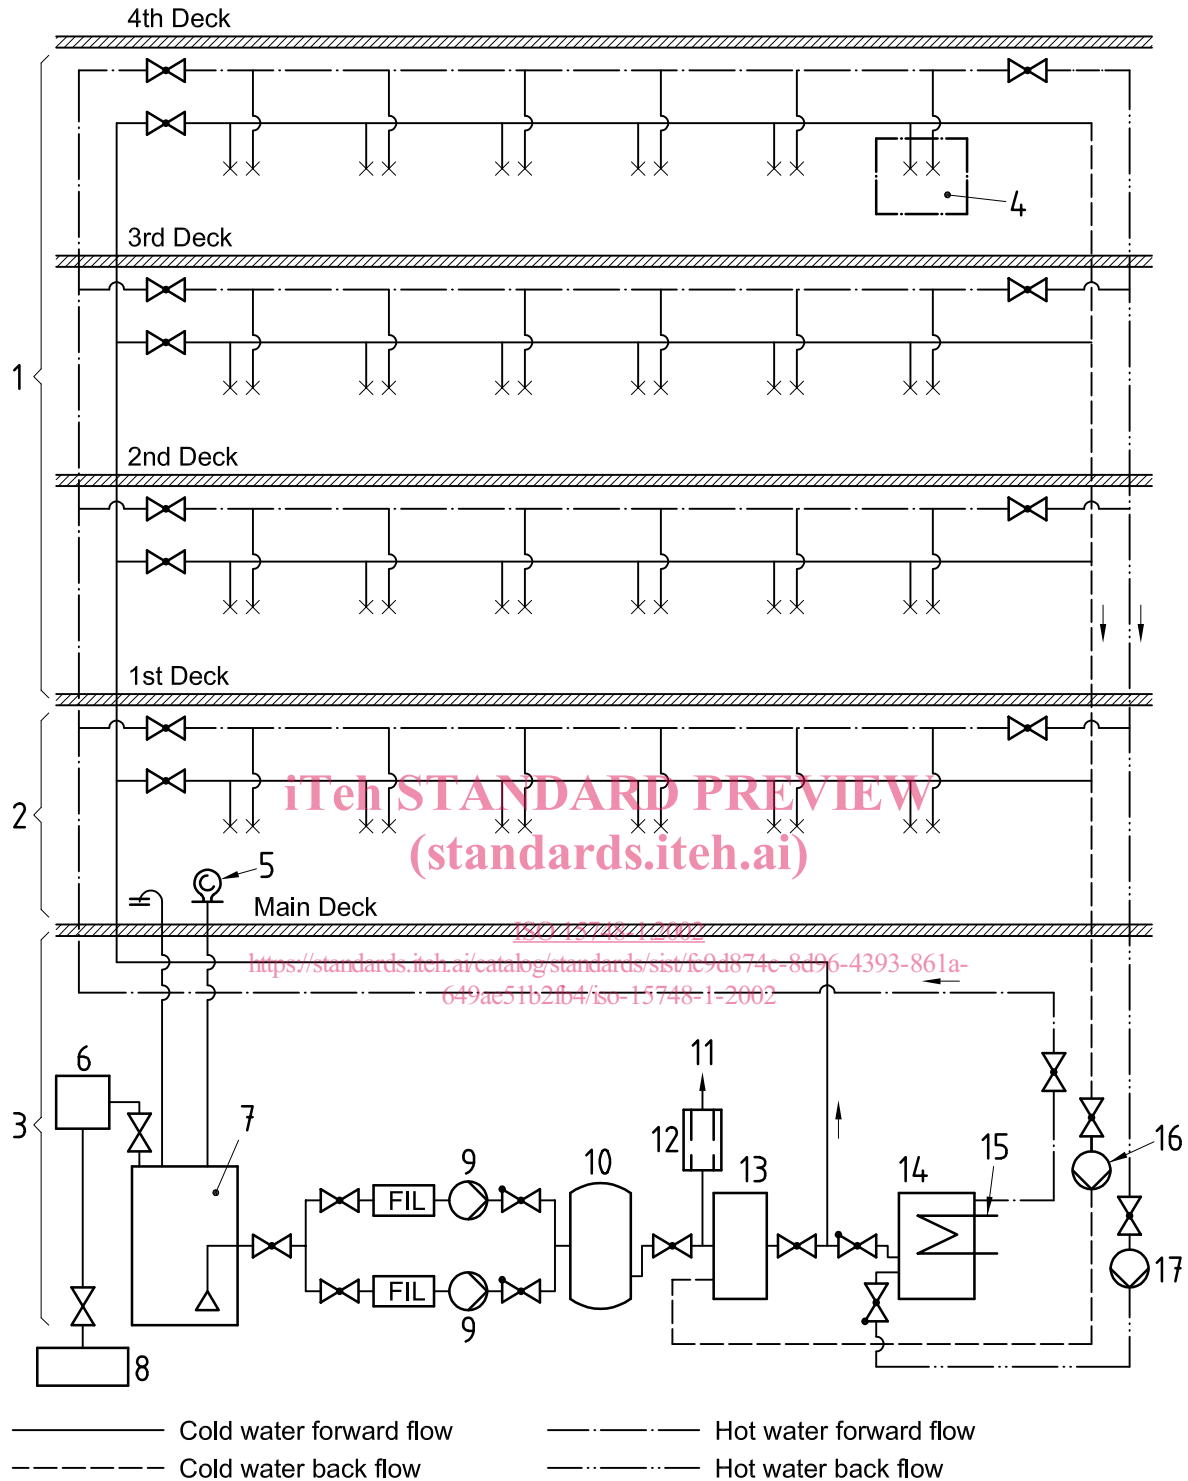 4th Deck
4
3rd Deck
1
2nd Deck
1st Deck
iTeh STANDARD PREVIEW
2
(standards.iteh.ai)
5
Main Deck
ISO 15748-1:2002
https://standards.iteh.ai/catalog/standards/sist/fc9d874c-8d96-4393-861a-
649ae51b2fb4/iso-15748-1-2002
6
11
3
7
12
16
9
10
13
14
15
FIL
17
FIL
9
8
Cold water forward flow
Hot water forward flow
Cold water back flow
Hot water back flow